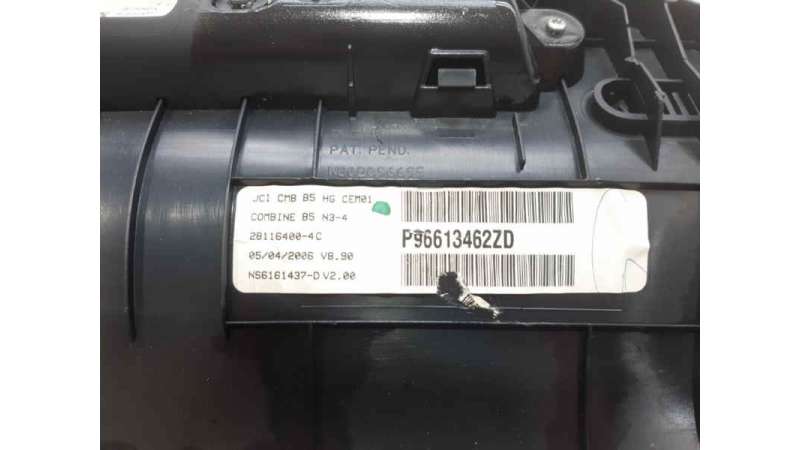 PAT. PEND.
JCI CMB B5 HG CEM01
COMBINE B5 N3-4
28116400-4C
05/04/2006 V8.90
NS6161437-D V2.00
P96613462ZD